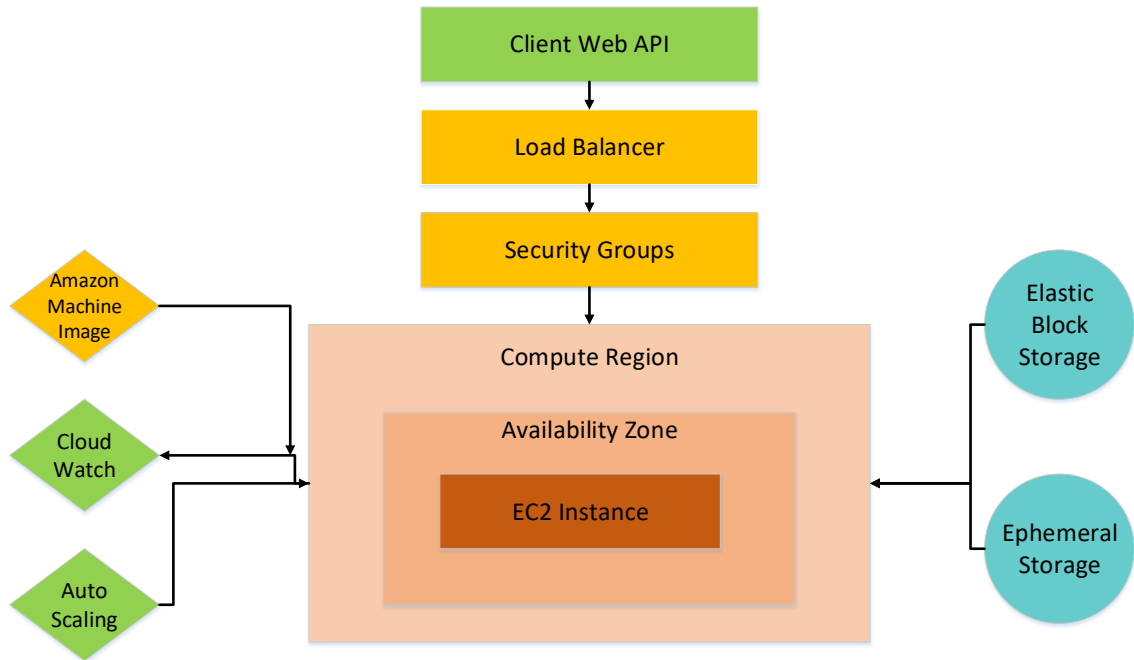 Client Web API
Load Balancer
Security Groups
Amazon
Machine
Image
Cloud
Watch
Auto
Scaling
Compute Region
Availability Zone
EC2 Instance
Elastic
Block
Storage
Ephemeral
Storage